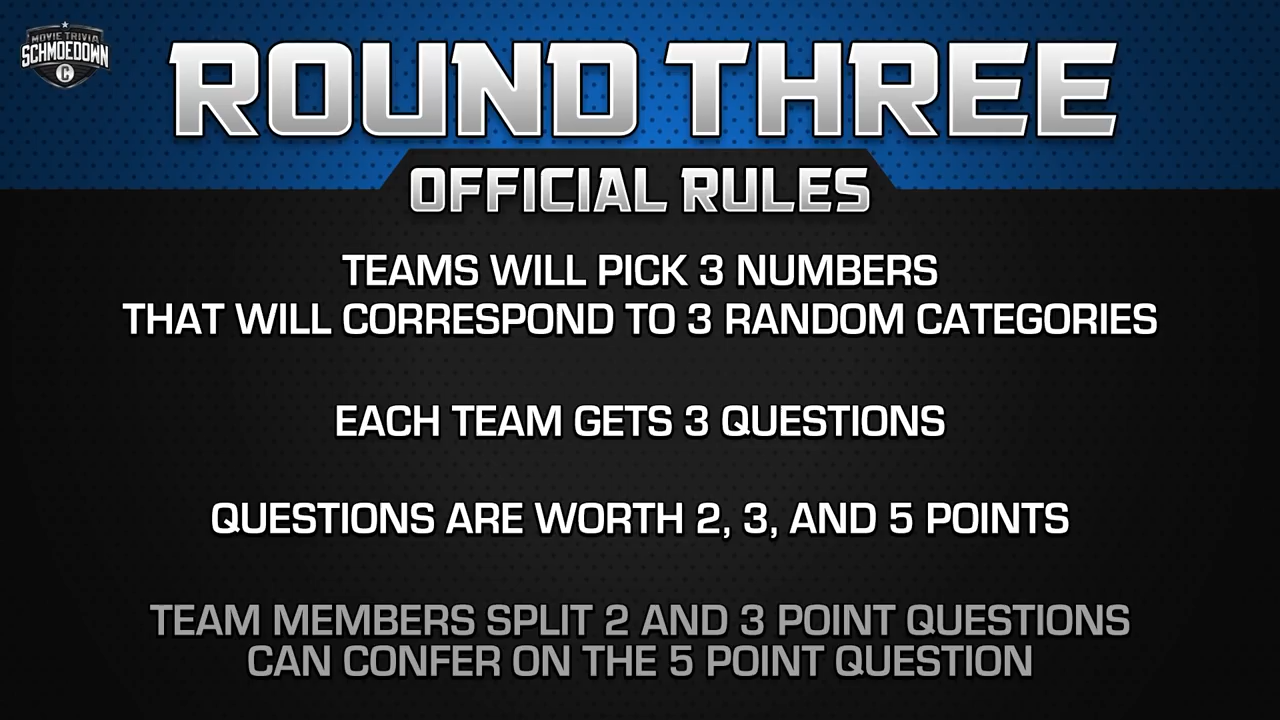 MOVIE TRIVIA
SCHMOEDOWN
C
ROUND THREE
OFFICIAL RULES
TEAMS WILL PICK 3 NUMBERS
THAT WILL CORRESPOND TO 3 RANDOM CATEGORIES
EACH TEAM GETS 3 QUESTIONS
QUESTIONS ARE WORTH 2, 3, AND 5 POINTS
TEAM MEMBERS SPLIT 2 AND 3 POINT QUESTIONS
CAN CONFER ON THE 5 POINT QUESTION